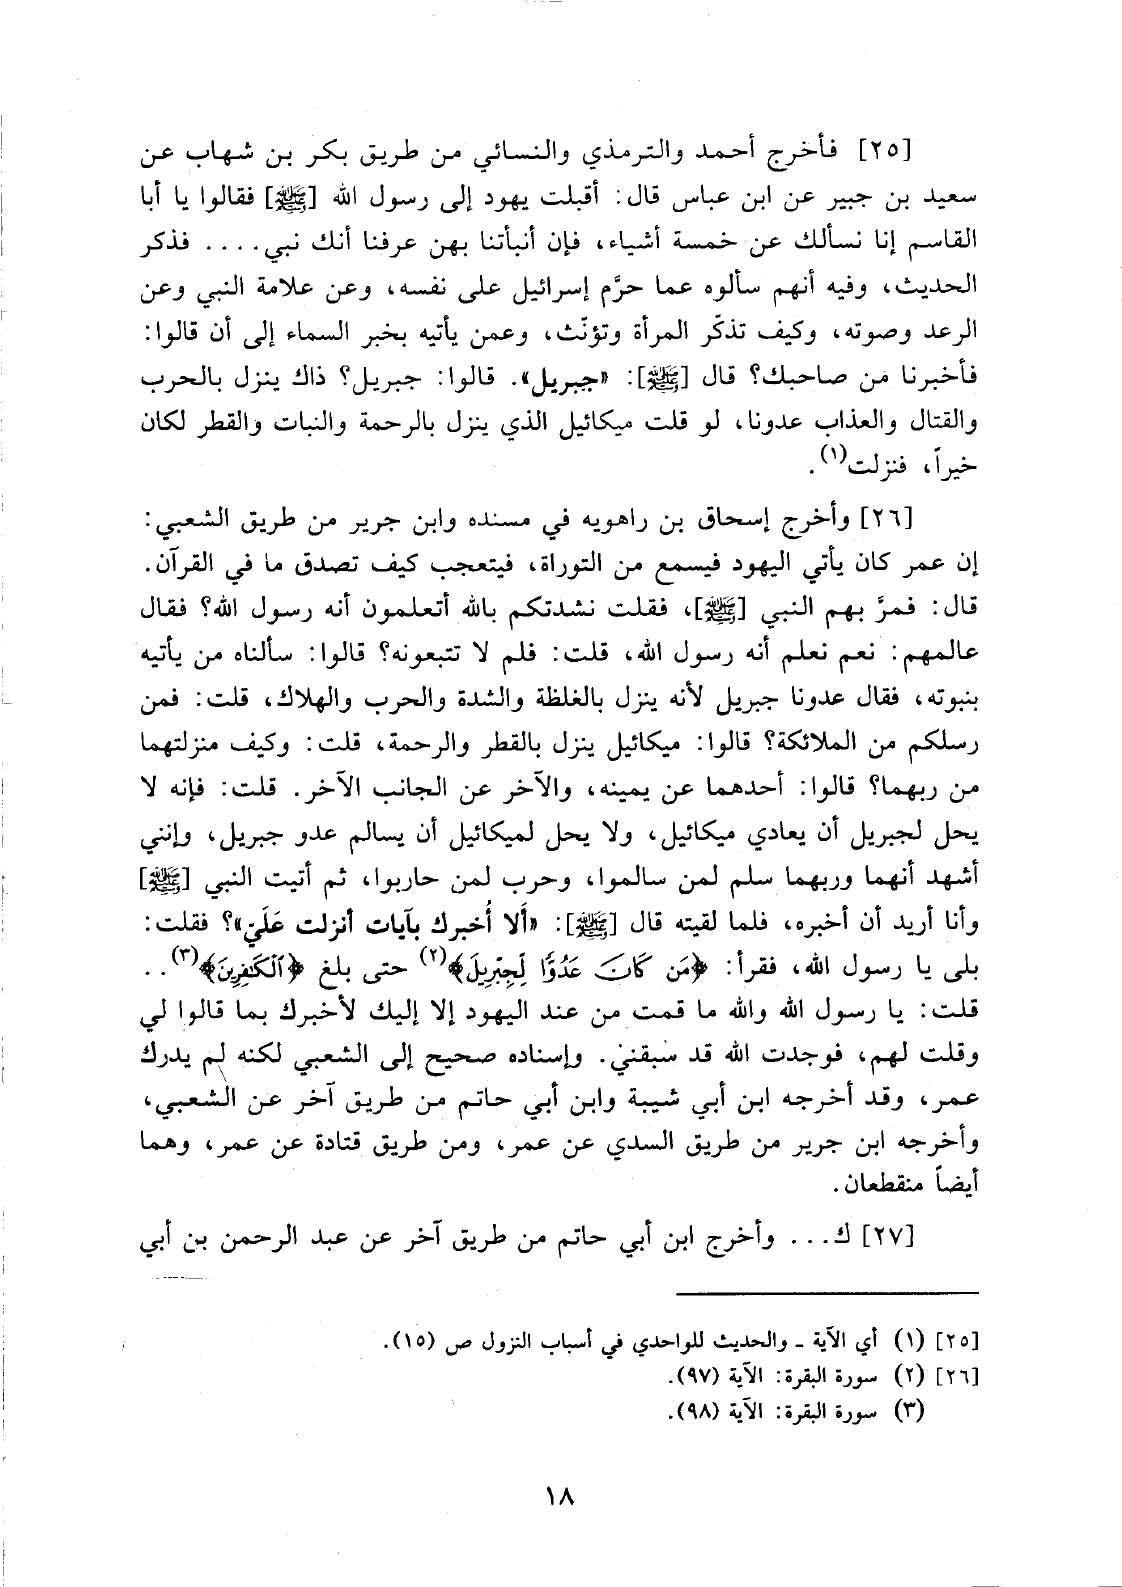 [٢٥] فأخرج أحمد والترمذي والنسائي من طريق بكر بن شهاب عن
سعيد بن جبير عن ابن عباس قال: أقبلت يهود إلى رسول الله [ﷺ] فقالوا يا أبا
القاسم إنا نسألك عن خمسة أشياء، فإن أنبأتنا بهن عرفنا أنك نبي.... فذكر
الحديث، وفيه أنهم سألوه عما حرَّم إسرائيل على نفسه، وعن علامة النبي وعن
الرعد وصوته، وكيف تذكّر المرأة وتؤنّث، وعمن يأتيه بخبر السماء إلى أن قالوا:
فأخبرنا من صاحبك؟ قال [ﷺ]: «جبريل». قالوا: جبريل؟ ذاك ينزل بالحرب
والقتال والعذاب عدونا، لو قلت ميكائيل الذي ينزل بالرحمة والنبات والقطر لكان
خيراً، فنزلت(١).
[٢٦] وأخرج إسحاق بن راهويه في مسنده وابن جرير من طريق الشعبي:
إن عمر كان يأتي اليهود فيسمع من التوراة، فيتعجب كيف تصدق ما في القرآن.
قال: فمرَّ بهم النبي [ﷺ]، فقلت نشدتكم بالله أتعلمون أنه رسول الله؟ فقال
عالمهم: نعم نعلم أنه رسول الله، قلت: فلم لا تتبعونه؟ قالوا: سألناه من يأتيه
بنبوته، فقال عدونا جبريل لأنه ينزل بالغلظة والشدة والحرب والهلاك، قلت: فمن
رسلكم من الملائكة؟ قالوا: ميكائيل ينزل بالقطر والرحمة، قلت: وكيف منزلتهما
من ربهما؟ قالوا: أحدهما عن يمينه، والآخر عن الجانب الآخر. قلت: فإنه لا
يحل لجبريل أن يعادي ميكائيل، ولا يحل لميكائيل أن يسالم عدو جبريل، وإنني
أشهد أنهما وربهما سلم لمن سالموا، وحرب لمن حاربوا، ثم أتيت النبي [ﷺ]
وأنا أريد أن أخبره، فلما لقيته قال [ﷺ]: «ألا أُخبرك بآيات أنزلت عَلَيّ»؟ فقلت:
بلى يا رسول الله، فقرأ: ﴿مَن كَانَ عَدُوًّا لِّجِبْرِيلَ﴾(٢) حتى بلغ ﴿ٱلْكَٰفِرِينَ﴾(٣)..
قلت: يا رسول الله والله ما قمت من عند اليهود إلا إليك لأخبرك بما قالوا لي
وقلت لهم، فوجدت الله قد سبقني. وإسناده صحيح إلى الشعبي لكنه لم يدرك
عمر، وقد أخرجه ابن أبي شيبة وابن أبي حاتم من طريق آخر عن الشعبي،
وأخرجه ابن جرير من طريق السدي عن عمر، ومن طريق قتادة عن عمر، وهما
أيضاً منقطعان.
[٢٧] ك... وأخرج ابن أبي حاتم من طريق آخر عن عبد الرحمن بن أبي
[٢٥] (١) أي الآية ـ والحديث للواحدي في أسباب النزول ص (١٥).
[٢٦] (٢) سورة البقرة: الآية (٩٧).
(٣) سورة البقرة: الآية (٩٨).
١٨